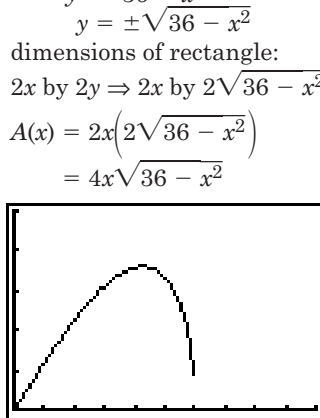 y = ±√36 − x²
dimensions of rectangle:
2x by 2y ⇒ 2x by 2√36 − x²
A(x) = 2x(2√36 − x²)
= 4x√36 − x²